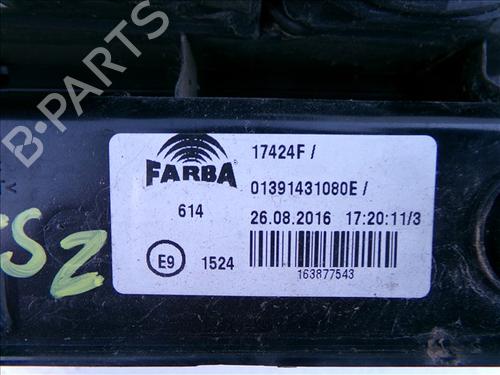 B-PARTS
FARBA
17424F /
01391431080E /
614
26.08.2016 17:20:11/3
E9
1524
163877543